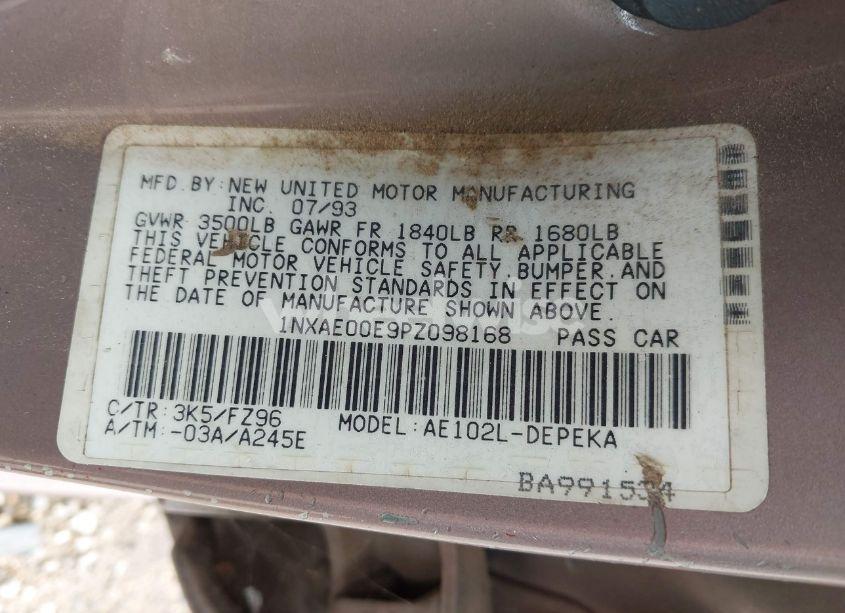 MFD.BY:NEW UNITED MOTOR MANUFACTURING
INC. 07/93
GVWR 3500LB GAWR FR 1840LB RR 1680LB
THIS VEHICLE CONFORMS TO ALL APPLICABLE
FEDERAL MOTOR VEHICLE SAFETY.BUMPER.AND
THEFT PREVENTION STANDARDS IN EFFECT ON
THE DATE OF MANUFACTURE SHOWN ABOVE.
1NXAE00E9PZ098168 PASS CAR
C/TR:3K5/FZ96 MODEL:AE102L-DEPEKA
A/TM:-03A/A245E
BA991534